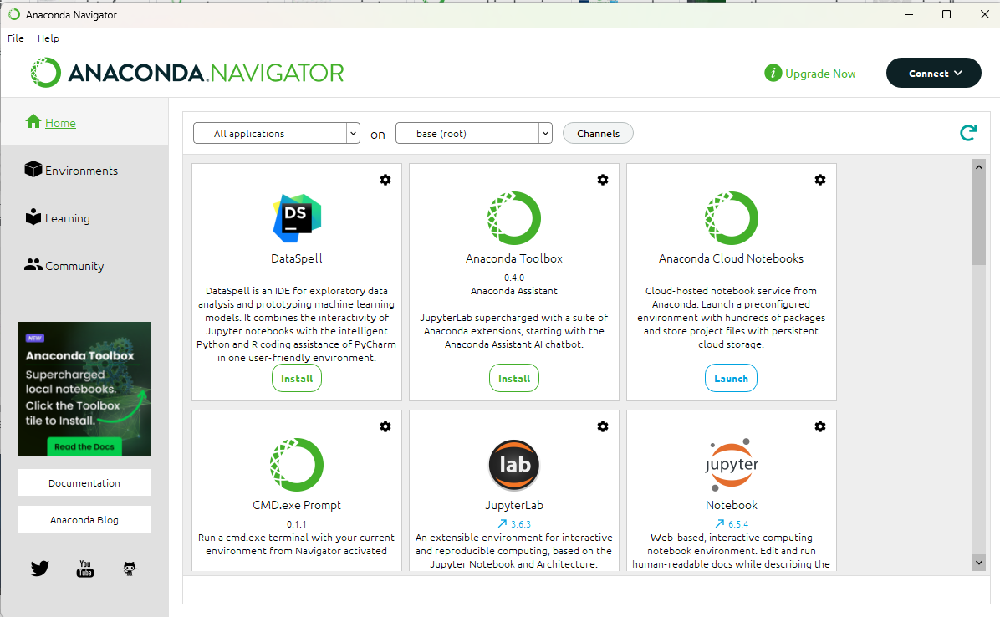 Anaconda Navigator
File Help
ANACONDA.NAVIGATOR
i Upgrade Now
Connect
Home
Environments
Learning
Community
NEW
Anaconda Toolbox
Supercharged
local notebooks.
Click the Toolbox
tile to Install.
Read the Docs
Documentation
Anaconda Blog
You
Tube
All applications on base (root) Channels
DS
DataSpell
DataSpell is an IDE for exploratory data
analysis and prototyping machine learning
models. It combines the interactivity of
Jupyter notebooks with the intelligent
Python and R coding assistance of PyCharm
in one user-friendly environment.
Install
Anaconda Toolbox
0.4.0
Anaconda Assistant
JupyterLab supercharged with a suite of
Anaconda extensions, starting with the
Anaconda Assistant AI chatbot.
Install
Anaconda Cloud Notebooks
Cloud-hosted notebook service from
Anaconda. Launch a preconfigured
environment with hundreds of packages
and store project files with persistent
cloud storage.
Launch
CMD.exe Prompt
0.1.1
Run a cmd.exe terminal with your current
environment from Navigator activated
lab
JupyterLab
3.6.3
An extensible environment for interactive
and reproducible computing, based on the
Jupyter Notebook and Architecture.
jupyter
Notebook
6.5.4
Web-based, interactive computing
notebook environment. Edit and run
human-readable docs while describing the